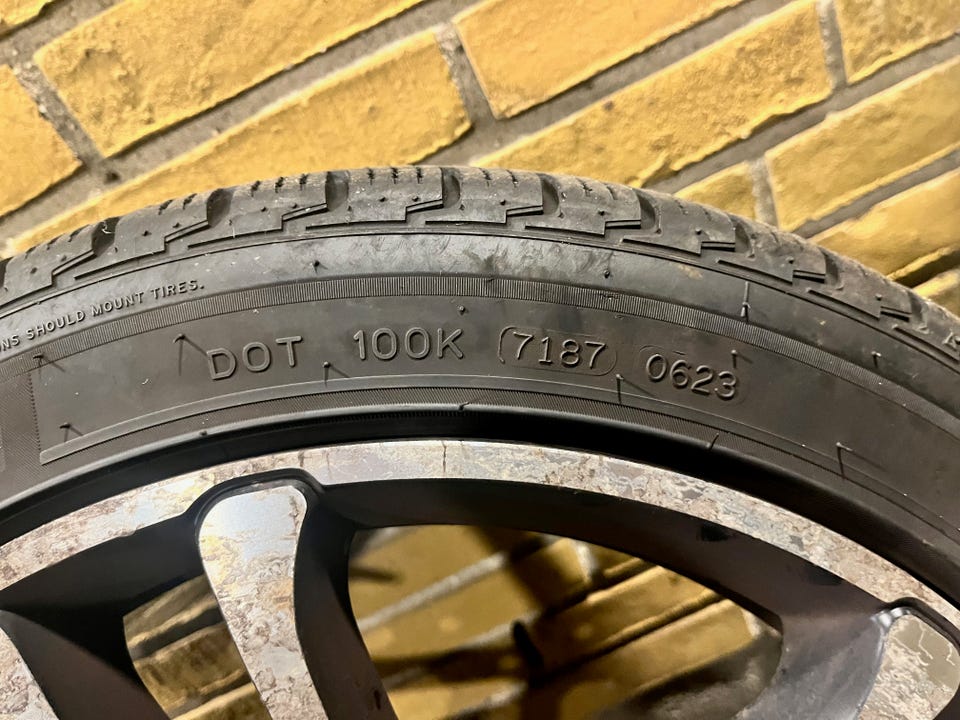 NS SHOULD MOUNT TIRES.
DOT 100K 7187 0623